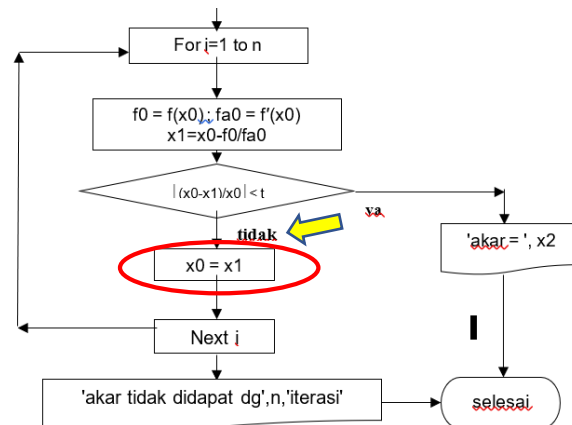 For i=1 to n
f0 = f(x0) ; fa0 = f'(x0)
x1=x0-f0/fa0
|(x0-x1)/x0| < t
ya
tidak
'akar = ', x2
x0 = x1
Next i
'akar tidak didapat dg',n,'iterasi'
selesai